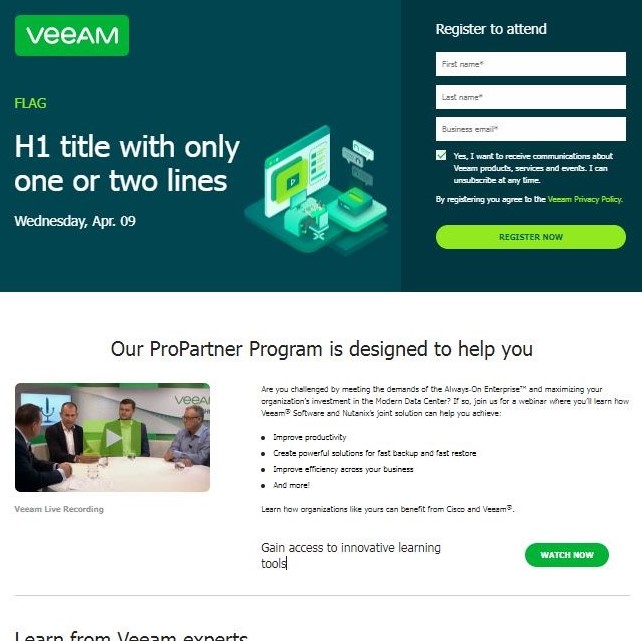 veeAM
FLAG
H1 title with only
one or two lines
Wednesday, Apr. 09
Register to attend
First name*
Last name*
Business email*
Yes, I want to receive communications about
Veeam products, services and events. I can
unsubscribe at any time.
By registering you agree to the Veeam Privacy Policy.
REGISTER NOW
Our ProPartner Program is designed to help you
veeAM
Veeam Live Recording
Are you challenged by meeting the demands of the Always-On Enterprise™ and maximizing your
organization's investment in the Modern Data Center? If so, join us for a webinar where you'll learn how
Veeam® Software and Nutanix's joint solution can help you achieve:
Improve productivity
Create powerful solutions for fast backup and fast restore
Improve efficiency across your business
And more!
Learn how organizations like yours can benefit from Cisco and Veeam®.
Gain access to innovative learning
tools
WATCH NOW
Learn from Veeam experts